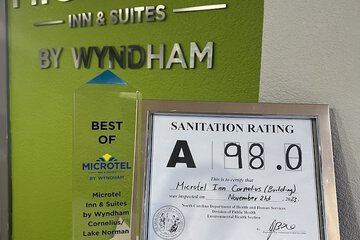 INN & SUITES
BY WYNDHAM
BEST
OF
MICROTEL
BY WYNDHAM
Microtel
Inn & Suites
by Wyndham
Cornelius/
Lake Norman
SANITATION RATING
A 98.0
This is to certify that
Microtel Inn Cornelius (Building)
was inspected on November
North Carolina Department of Health and Human Services
Division of Public Health
Environmental Health Section